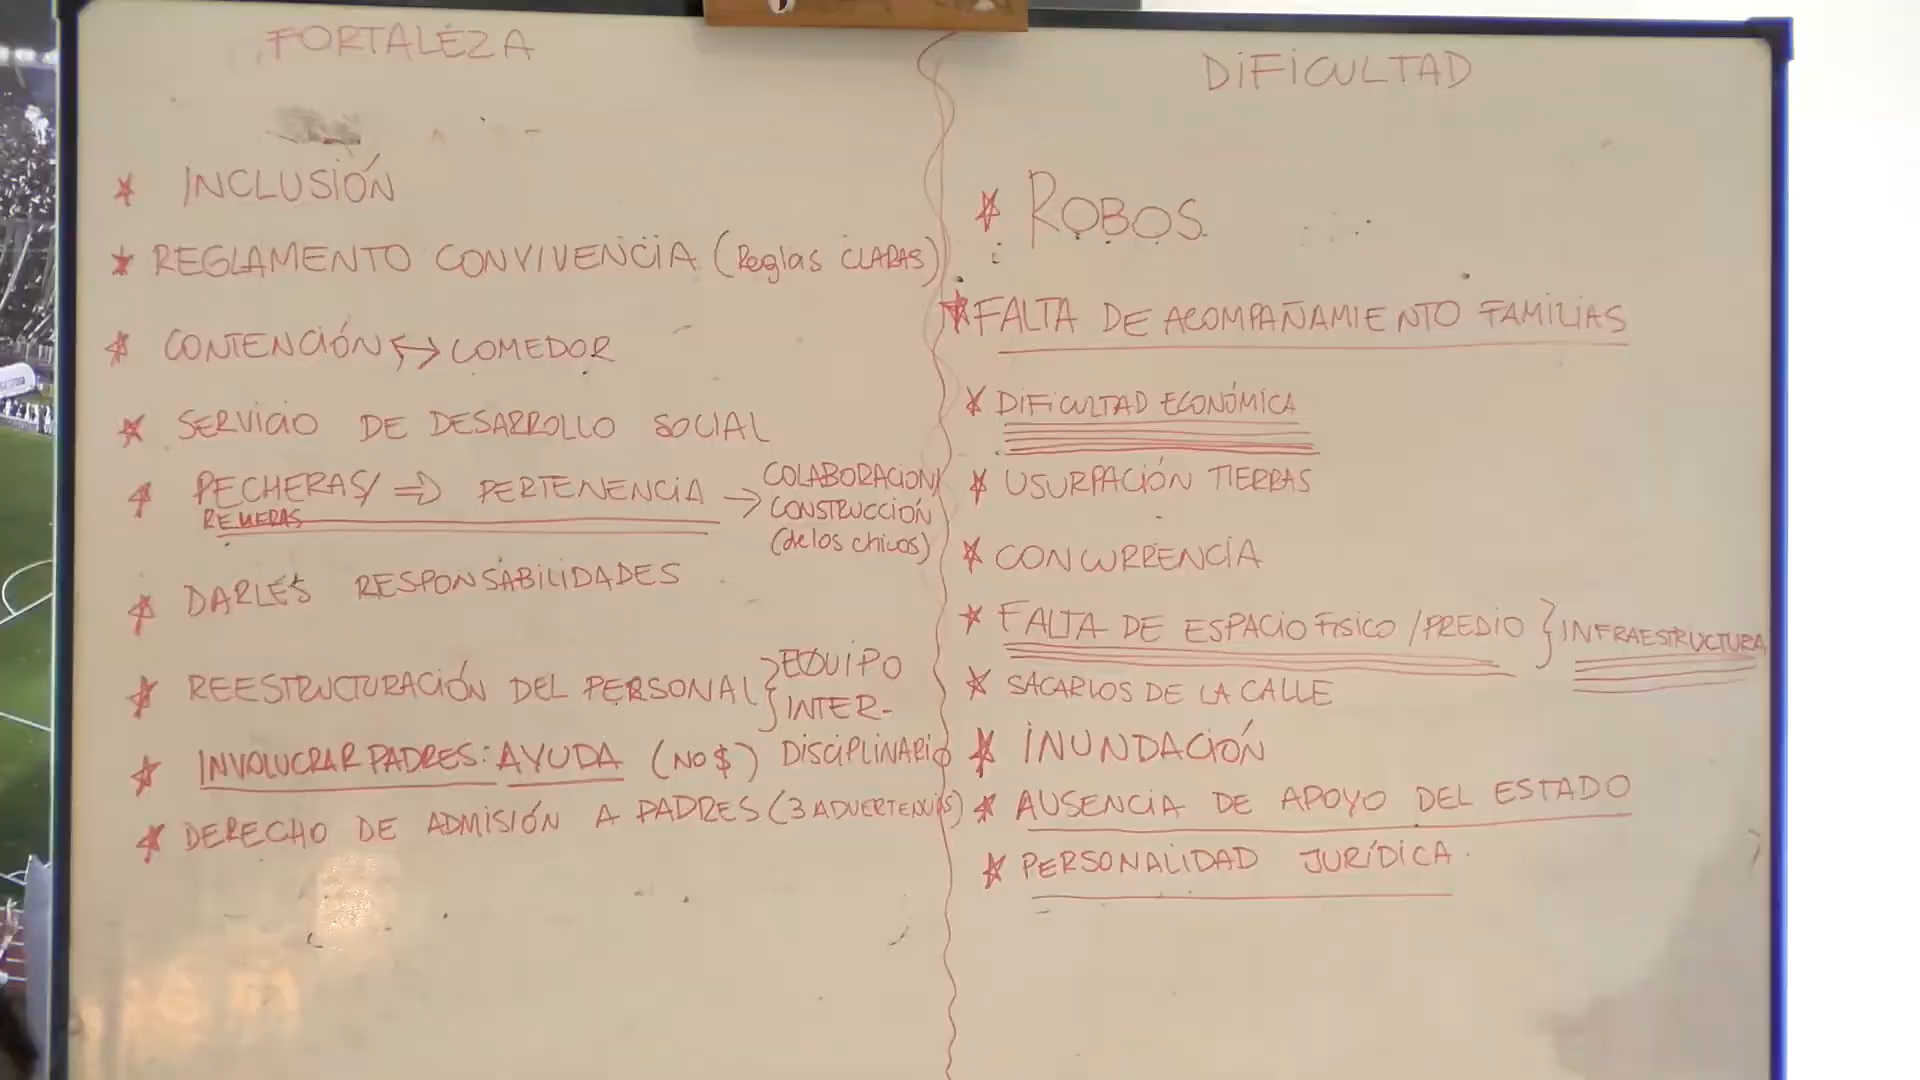 FORTALEZA
* INCLUSIÓN
* REGLAMENTO CONVIVENCIA (Reglas CLARAS)
* CONTENCIÓN ↔ COMEDOR
* SERVICIO DE DESARROLLO SOCIAL
* PECHERAS/ ⇒ PERTENENCIA → COLABORACION/
REMERAS
CONSTRUCCIÓN
(de los chicos)
* DARLES RESPONSABILIDADES
* REESTRUCTURACIÓN DEL PERSONAL } EQUIPO
INTER-
DISCIPLINARIO
* INVOLUCRAR PADRES: AYUDA (NO $)
* DERECHO DE ADMISIÓN A PADRES (3 ADVERTENCIAS)
DIFICULTAD
* ROBOS
* FALTA DE ACOMPAÑAMIENTO FAMILIAS
* DIFICULTAD ECONÓMICA
* USURPACIÓN TIERRAS
* CONCURRENCIA
* FALTA DE ESPACIO FISICO / PREDIO } INFRAESTRUCTURA
* SACARLOS DE LA CALLE
* INUNDACIÓN
* AUSENCIA DE APOYO DEL ESTADO
* PERSONALIDAD JURÍDICA